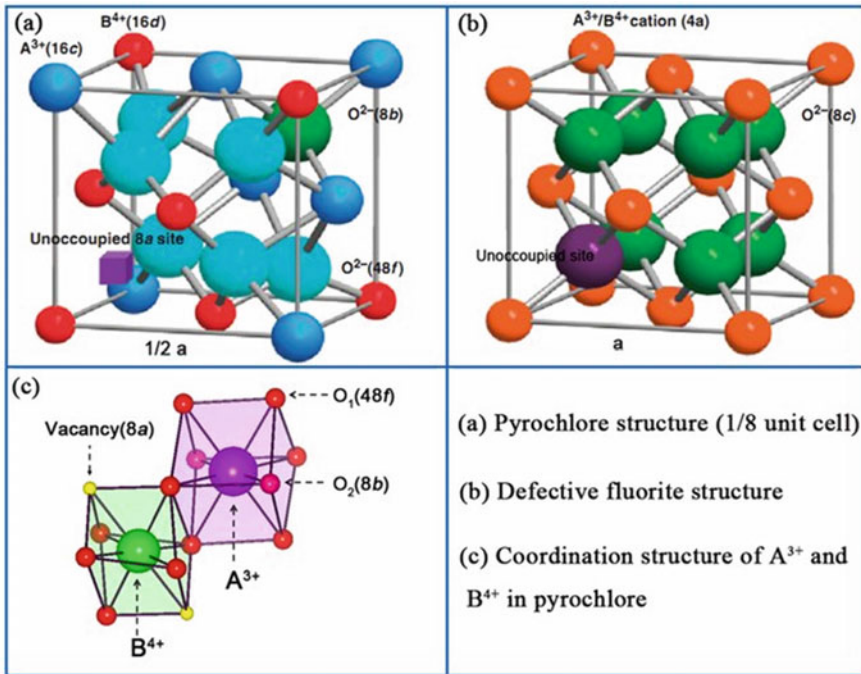 (a)
B⁴⁺(16d)
A³⁺(16c)
O²⁻(8b)
Unoccoupied 8a site
O²⁻(48f)
1/2 a
(b)
A³⁺/B⁴⁺cation (4a)
O²⁻(8c)
Unoccupied site
a
(c)
O₁(48f)
Vacancy(8a)
O₂(8b)
A³⁺
B⁴⁺
(a) Pyrochlore structure (1/8 unit cell)
(b) Defective fluorite structure
(c) Coordination structure of A³⁺ and
B⁴⁺ in pyrochlore